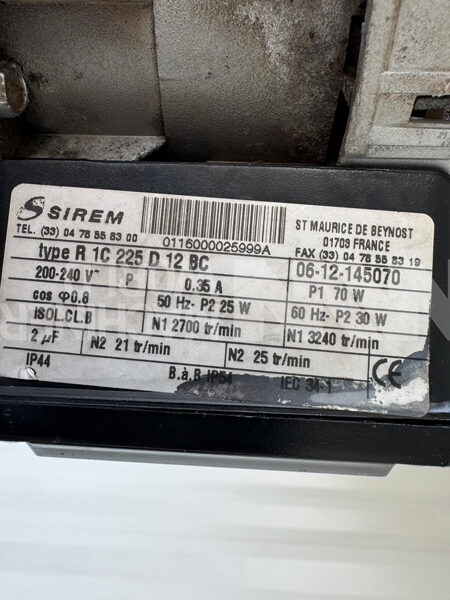 SIREM
TEL. (33) 04 78 55 83 00
0116000025999A
ST MAURICE DE BEYNOST
01703 FRANCE
FAX (33) 04 78 55 83 19
type R 1C 225 D 12 BC
06-12-145070
200-240 V~ P 0.35 A P1 70 W
cos Φ0.8 50 Hz- P2 25 W 60 Hz- P2 30 W
ISOL.CL.B N1 2700 tr/min N1 3240 tr/min
2 µF N2 21 tr/min N2 25 tr/min
IP44 B.à.R IP54 IEC 34-1 CE